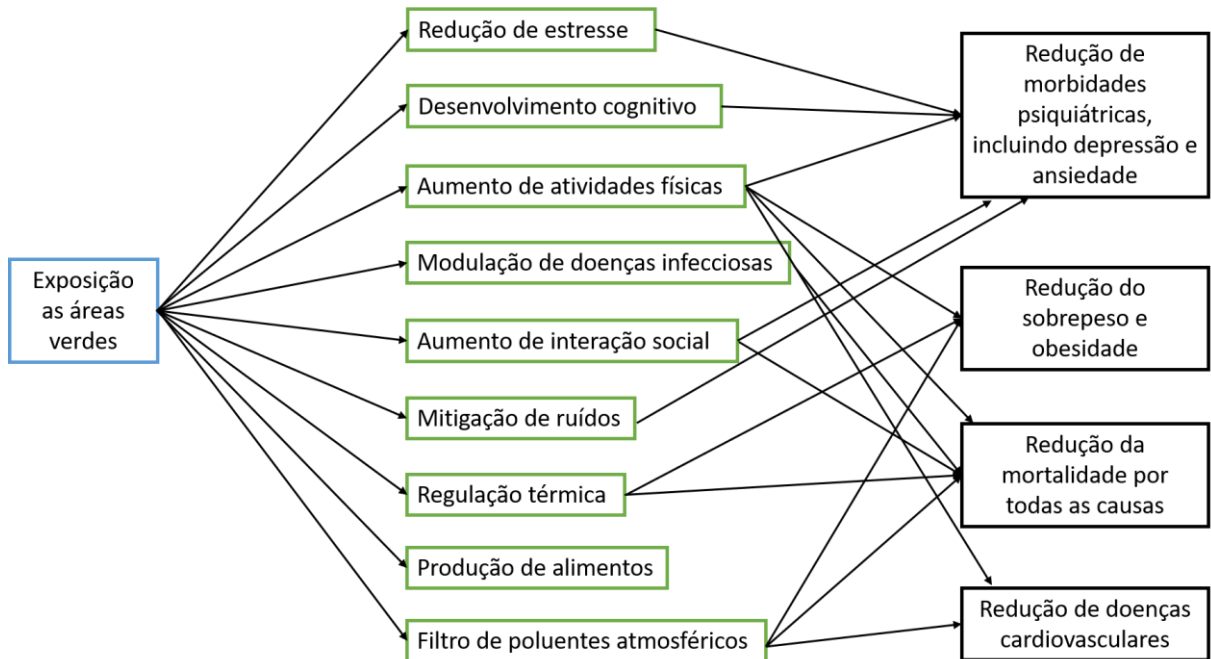 Exposição
as áreas
verdes
Redução de estresse
Desenvolvimento cognitivo
Aumento de atividades físicas
Modulação de doenças infecciosas
Aumento de interação social
Mitigação de ruídos
Regulação térmica
Produção de alimentos
Filtro de poluentes atmosféricos
Redução de
morbidades
psiquiátricas,
incluindo depressão e
ansiedade
Redução do
sobrepeso e
obesidade
Redução da
mortalidade por
todas as causas
Redução de doenças
cardiovasculares